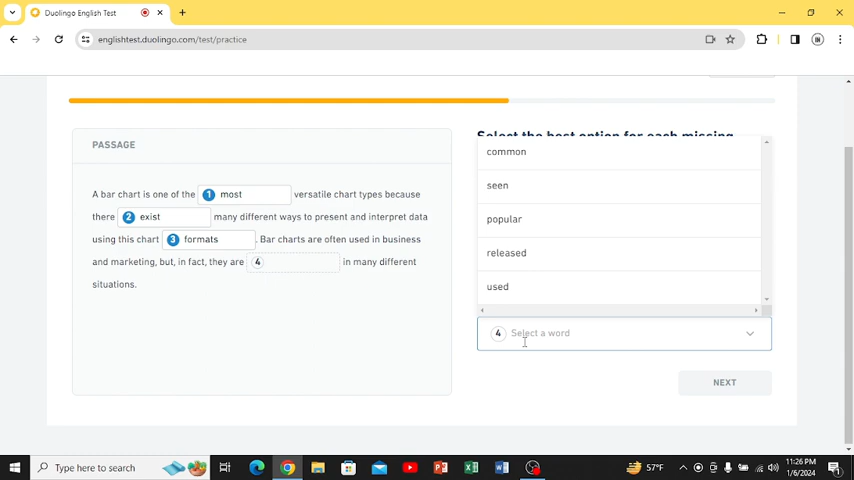 Duolingo English Test
englishtest.duolingo.com/test/practice
IN
PASSAGE
A bar chart is one of the 1 most versatile chart types because
there 2 exist many different ways to present and interpret data
using this chart 3 formats . Bar charts are often used in business
and marketing, but, in fact, they are 4 in many different
situations.
Select the best option for each missing
common
seen
popular
released
used
4 Select a word
NEXT
Type here to search
57°F
11:26 PM
1/6/2024